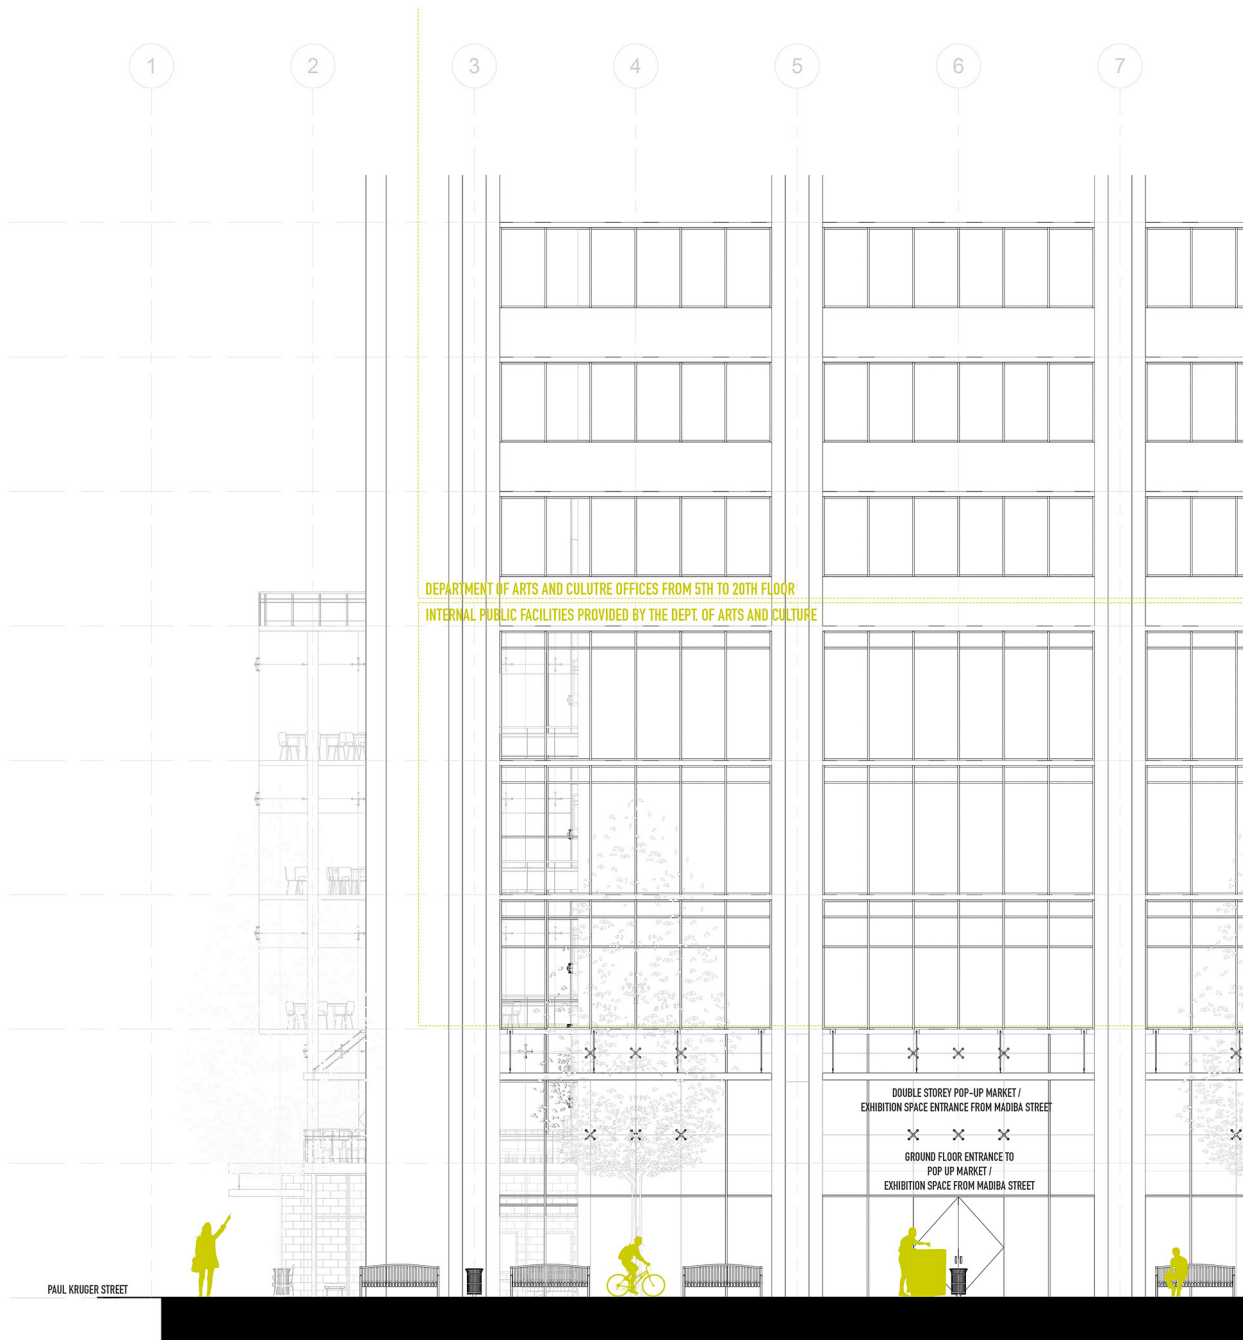 1 2 3 4 5 6 7
DEPARTMENT OF ARTS AND CULUTRE OFFICES FROM 5TH TO 20TH FLOOR
INTERNAL PUBLIC FACILITIES PROVIDED BY THE DEPT. OF ARTS AND CULTURE
DOUBLE STOREY POP-UP MARKET /
EXHIBITION SPACE ENTRANCE FROM MADIBA STREET
GROUND FLOOR ENTRANCE TO
POP UP MARKET /
EXHIBITION SPACE FROM MADIBA STREET
PAUL KRUGER STREET